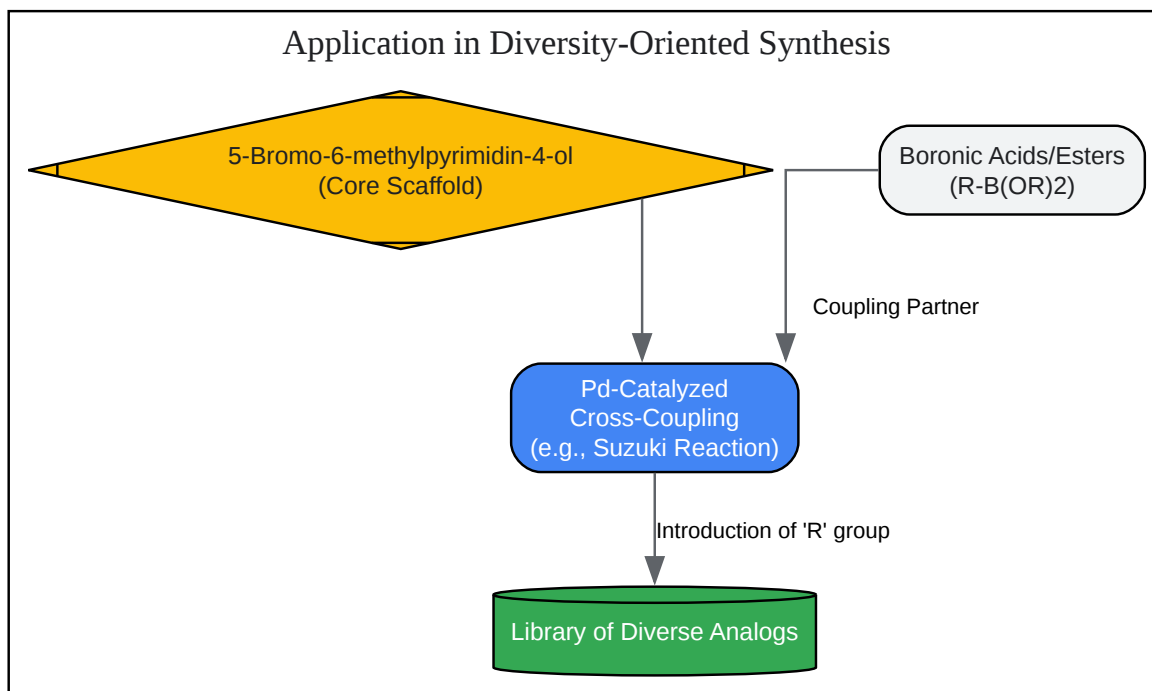 Application in Diversity-Oriented Synthesis
5-Bromo-6-methylpyrimidin-4-ol
(Core Scaffold)
Boronic Acids/Esters
(R-B(OR)2)
Coupling Partner
Pd-Catalyzed
Cross-Coupling
(e.g., Suzuki Reaction)
Introduction of 'R' group
Library of Diverse Analogs